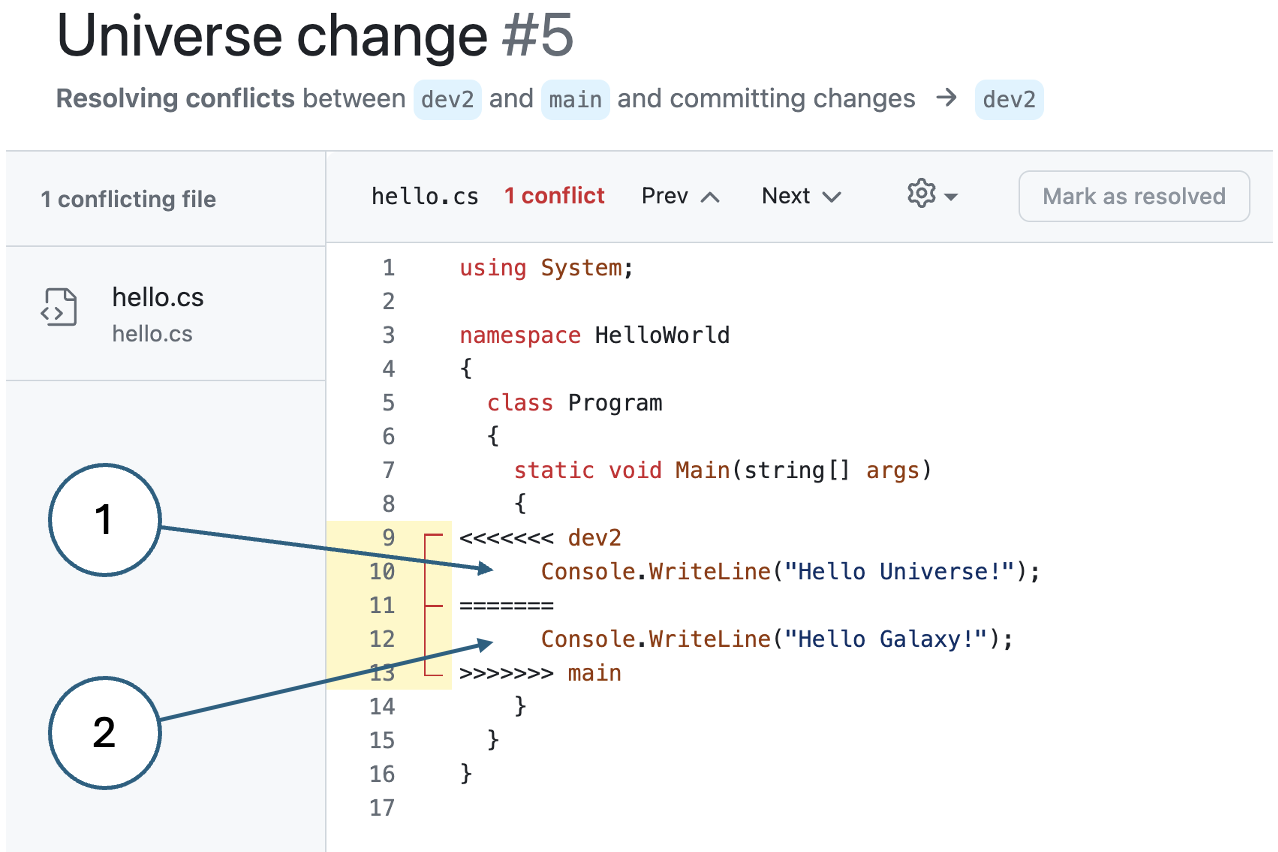 Universe change #5
Resolving conflicts between dev2 and main and committing changes → dev2
1 conflicting file
hello.cs 1 conflict Prev Next Mark as resolved
hello.cs
hello.cs
1 using System;
2
3 namespace HelloWorld
4 {
5   class Program
6   {
7     static void Main(string[] args)
8     {
9 <<<<<<< dev2
10       Console.WriteLine("Hello Universe!");
11 =======
12       Console.WriteLine("Hello Galaxy!");
13 >>>>>>> main
14     }
15   }
16 }
17
1
2